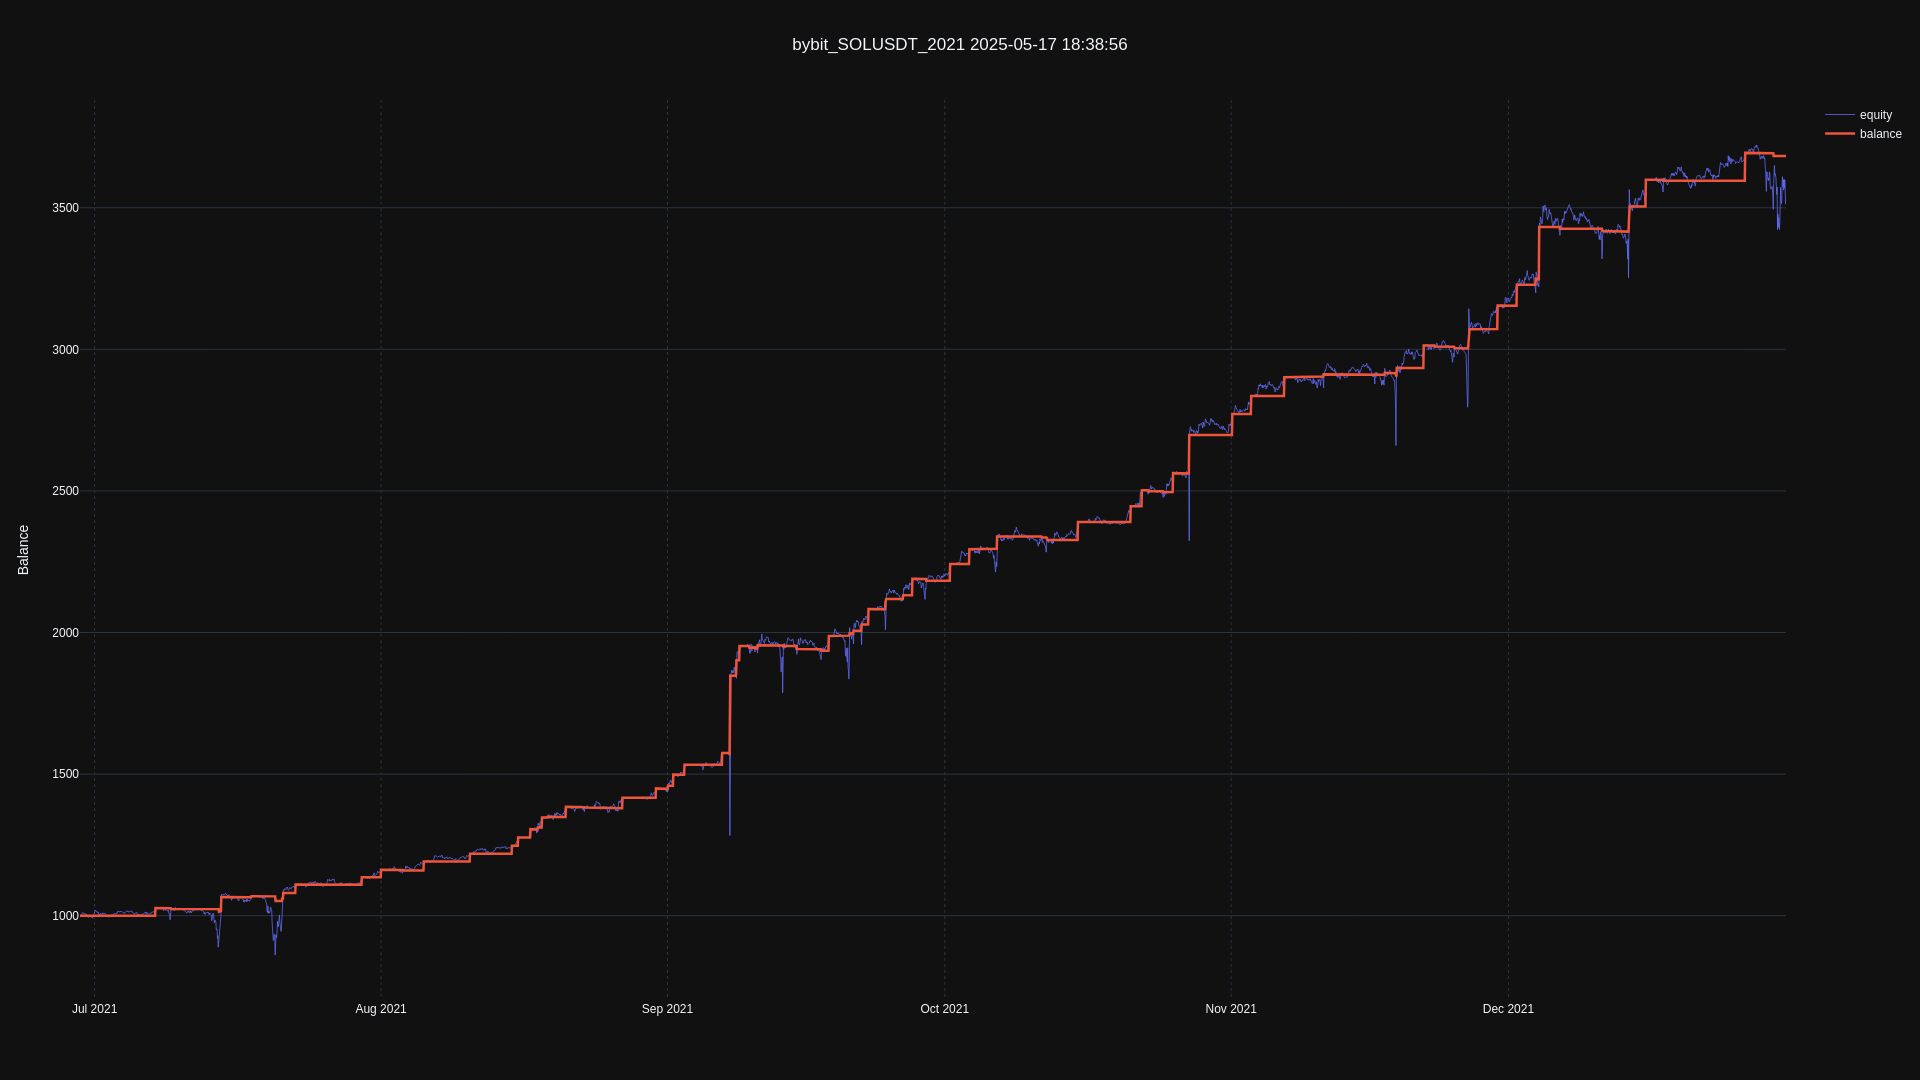 bybit_SOLUSDT_2021 2025-05-17 18:38:56
equity
balance
3500
3000
2500
2000
1500
1000
Balance
Jul 2021
Aug 2021
Sep 2021
Oct 2021
Nov 2021
Dec 2021